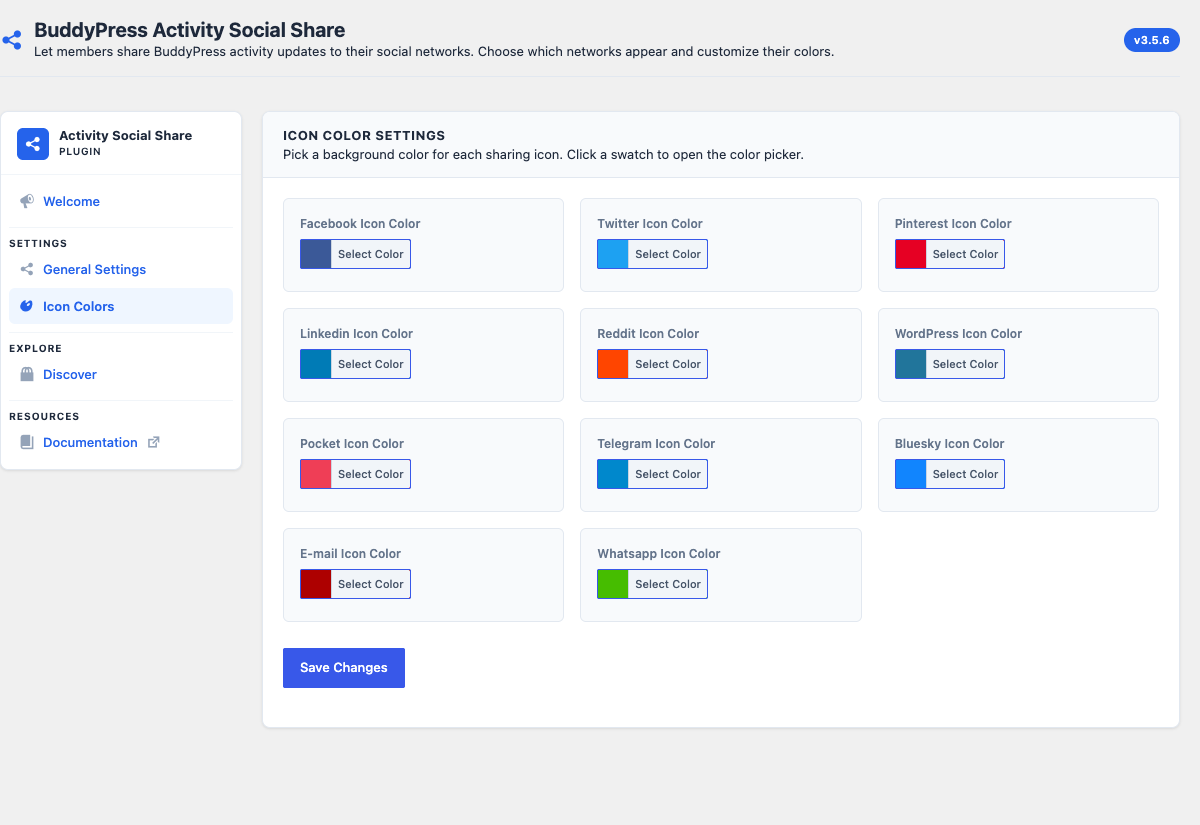 BuddyPress Activity Social Share
Let members share BuddyPress activity updates to their social networks. Choose which networks appear and customize their colors.
v3.5.6
Activity Social Share
PLUGIN
Welcome
SETTINGS
General Settings
Icon Colors
EXPLORE
Discover
RESOURCES
Documentation
ICON COLOR SETTINGS
Pick a background color for each sharing icon. Click a swatch to open the color picker.
Facebook Icon Color
Select Color
Twitter Icon Color
Select Color
Pinterest Icon Color
Select Color
Linkedin Icon Color
Select Color
Reddit Icon Color
Select Color
WordPress Icon Color
Select Color
Pocket Icon Color
Select Color
Telegram Icon Color
Select Color
Bluesky Icon Color
Select Color
E-mail Icon Color
Select Color
Whatsapp Icon Color
Select Color
Save Changes